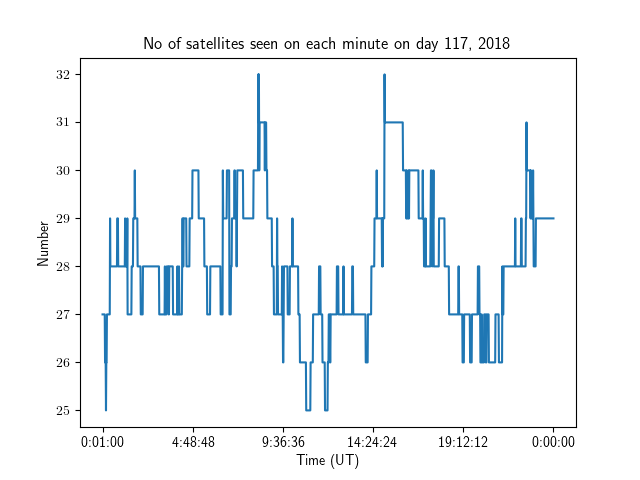 No of satellites seen on each minute on day 117, 2018
32
31
30
29
28
27
26
25
Number
0:01:00 4:48:48 9:36:36 14:24:24 19:12:12 0:00:00
Time (UT)